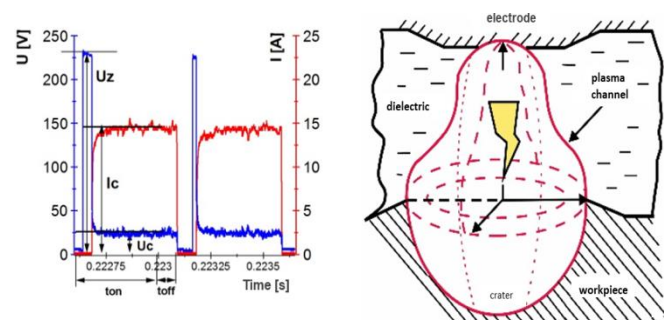 U [V]
I [A]
250
200
150
100
50
0
Uz
Ic
Uc
25
20
15
10
5
0
0.22275
0.223
0.22325
0.22335
Time [s]
ton
toff
electrode
dielectric
plasma
channel
crater
workpiece